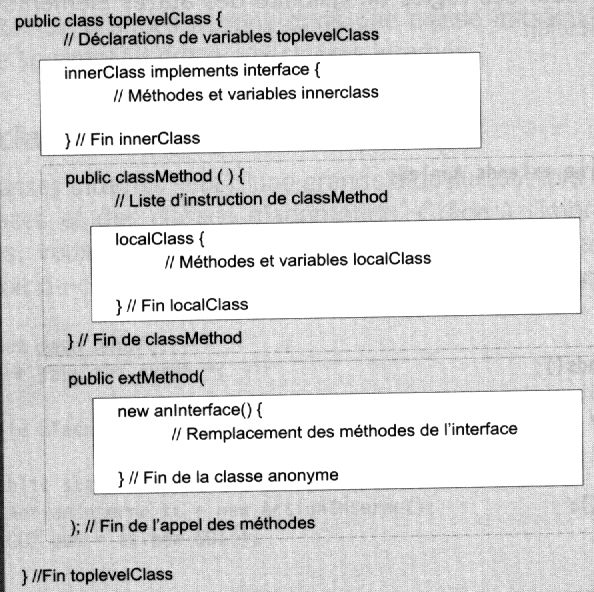 public class toplevelClass {
// Déclarations de variables toplevelClass
innerClass implements interface {
// Méthodes et variables innerclass
} // Fin innerClass
public classMethod ( ) {
// Liste d'instruction de classMethod
localClass {
// Méthodes et variables localClass
} // Fin localClass
} // Fin de classMethod
public extMethod(
new anInterface() {
// Remplacement des méthodes de l'interface
} // Fin de la classe anonyme
); // Fin de l'appel des méthodes
} //Fin toplevelClass